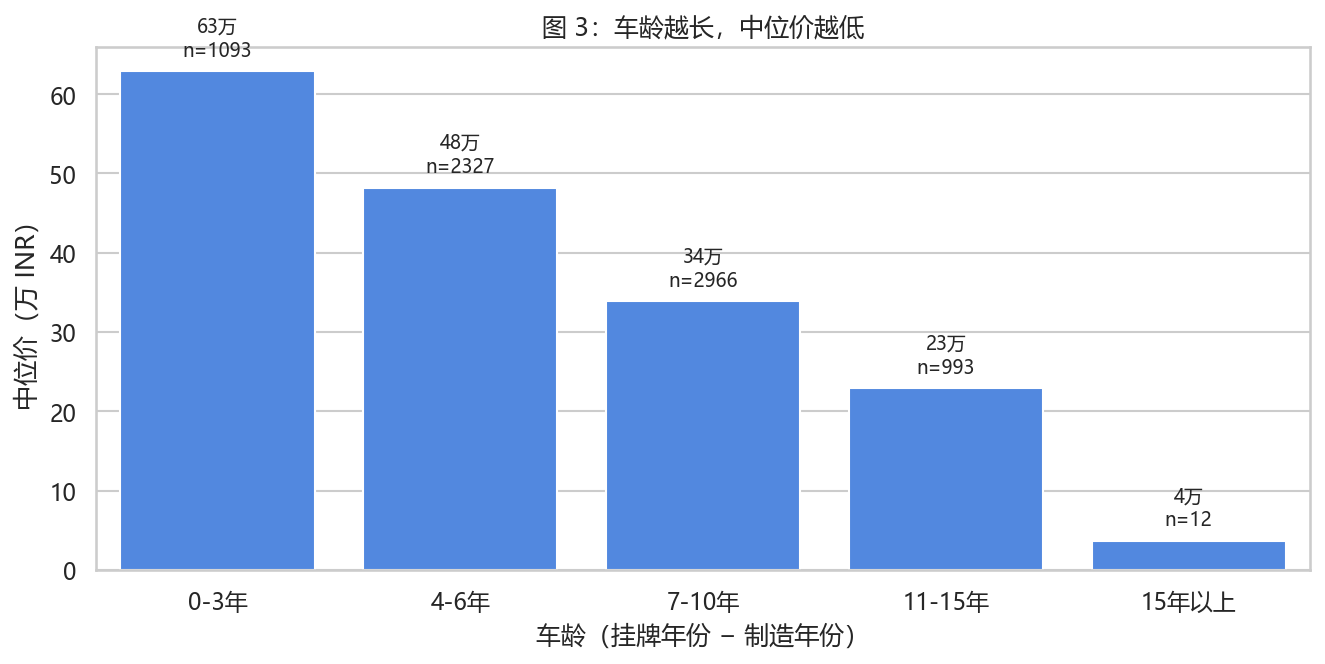 图 3：车龄越长，中位价越低
63万
n=1093
48万
n=2327
34万
n=2966
23万
n=993
4万
n=12
中位价（万 INR）
60
50
40
30
20
10
0
0-3年
4-6年
7-10年
11-15年
15年以上
车龄（挂牌年份 − 制造年份）